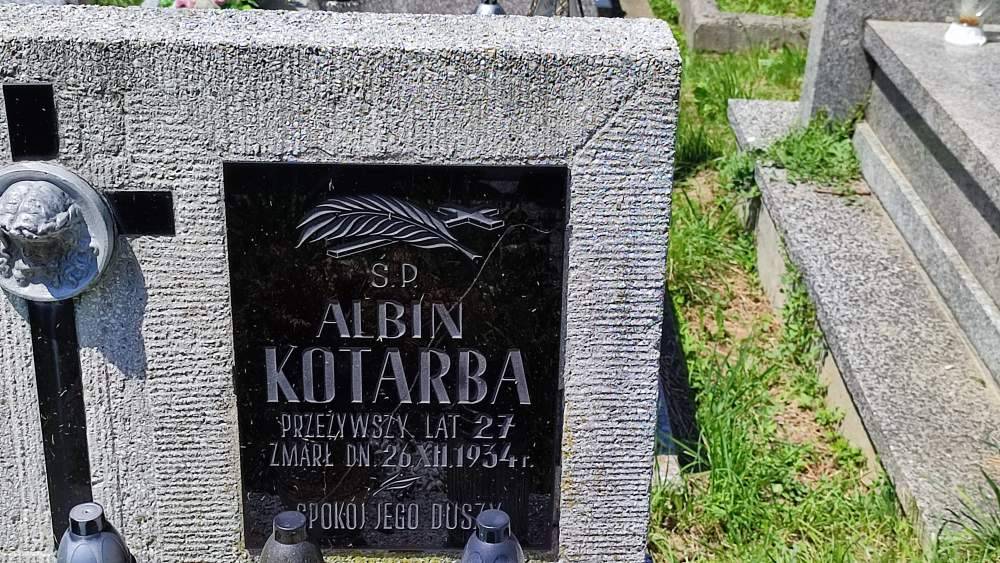 Ś.P.
ALBIN
KOTARBA
PRZEŻYWSZY LAT 27
ZMARŁ DN. 26.XII.1934 r.
SPOKÓJ JEGO DUSZY